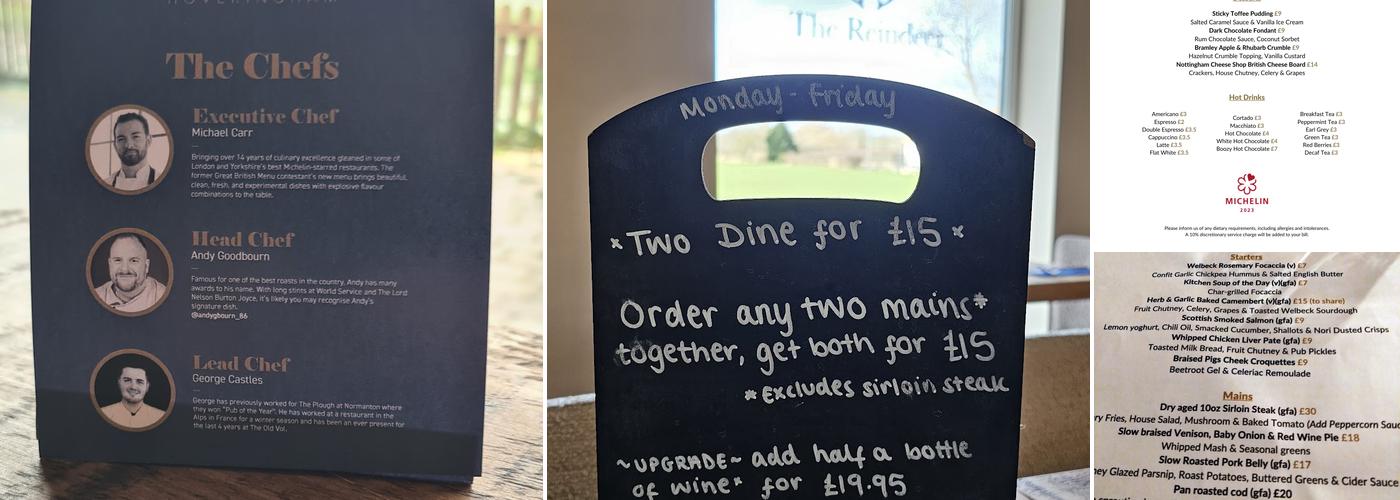 HOVERINGHAM
The Chefs
Executive Chef
Michael Carr
Bringing over 14 years of culinary excellence gleaned in some of
London and Yorkshire's best Michelin-starred restaurants. The
former Great British Menu contestant's new menu brings beautiful,
clean, fresh, and experimental dishes with explosive flavour
combinations to the table.
Head Chef
Andy Goodbourn
Famous for one of the best roasts in the country, Andy has many
awards to his name. With long stints at World Service and The Lord
Nelson Burton Joyce, it's likely you may recognise Andy's
signature dish.
@andygbourn_86
Lead Chef
George Castles
George has previously worked for The Plough at Normanton where
they won "Pub of the Year". He has worked at a restaurant in the
Alps in France for a winter season and has been an ever present for
the last 4 years at The Old Vol.
The Reindeer
Monday - Friday
*Two Dine for £15*
Order any two mains*
together, get both for £15
*Excludes sirloin steak
~UPGRADE~ add half a bottle
of wine* for £19.95
Sticky Toffee Pudding £9
Salted Caramel Sauce & Vanilla Ice Cream
Dark Chocolate Fondant £9
Rum Chocolate Sauce, Coconut Sorbet
Bramley Apple & Rhubarb Crumble £9
Hazelnut Crumble Topping, Vanilla Custard
Nottingham Cheese Shop British Cheese Board £14
Crackers, House Chutney, Celery & Grapes
Hot Drinks
Americano £3
Espresso £2
Double Espresso £3.5
Cappuccino £3.5
Latte £3.5
Flat White £3.5
Cortado £3
Macchiato £3
Hot Chocolate £4
White Hot Chocolate £4
Boozy Hot Chocolate £7
Breakfast Tea £3
Peppermint Tea £3
Earl Grey £3
Green Tea £3
Red Berries £3
Decaf Tea £3
MICHELIN
2023
Please inform us of any dietary requirements, including allergies and intolerances.
A 10% discretionary service charge will be added to your bill.
Starters
Welbeck Rosemary Focaccia (v) £7
Confit Garlic Chickpea Hummus & Salted English Butter
Kitchen Soup of the Day (v)(gfa) £7
Char-grilled Focaccia
Herb & Garlic Baked Camembert (v)(gfa) £15 (to share)
Fruit Chutney, Celery, Grapes & Toasted Welbeck Sourdough
Scottish Smoked Salmon (gfa) £9
Lemon yoghurt, Chili Oil, Smacked Cucumber, Shallots & Nori Dusted Crisps
Whipped Chicken Liver Pate (gfa) £9
Toasted Milk Bread, Fruit Chutney & Pub Pickles
Braised Pigs Cheek Croquettes £9
Beetroot Gel & Celeriac Remoulade
Mains
Dry aged 10oz Sirloin Steak (gfa) £30
ry Fries, House Salad, Mushroom & Baked Tomato (Add Peppercorn Sauc
Slow braised Venison, Baby Onion & Red Wine Pie £18
Whipped Mash & Seasonal greens
Slow Roasted Pork Belly (gfa) £17
ney Glazed Parsnip, Roast Potatoes, Buttered Greens & Cider Sauc
Pan roasted cod (gfa) £20